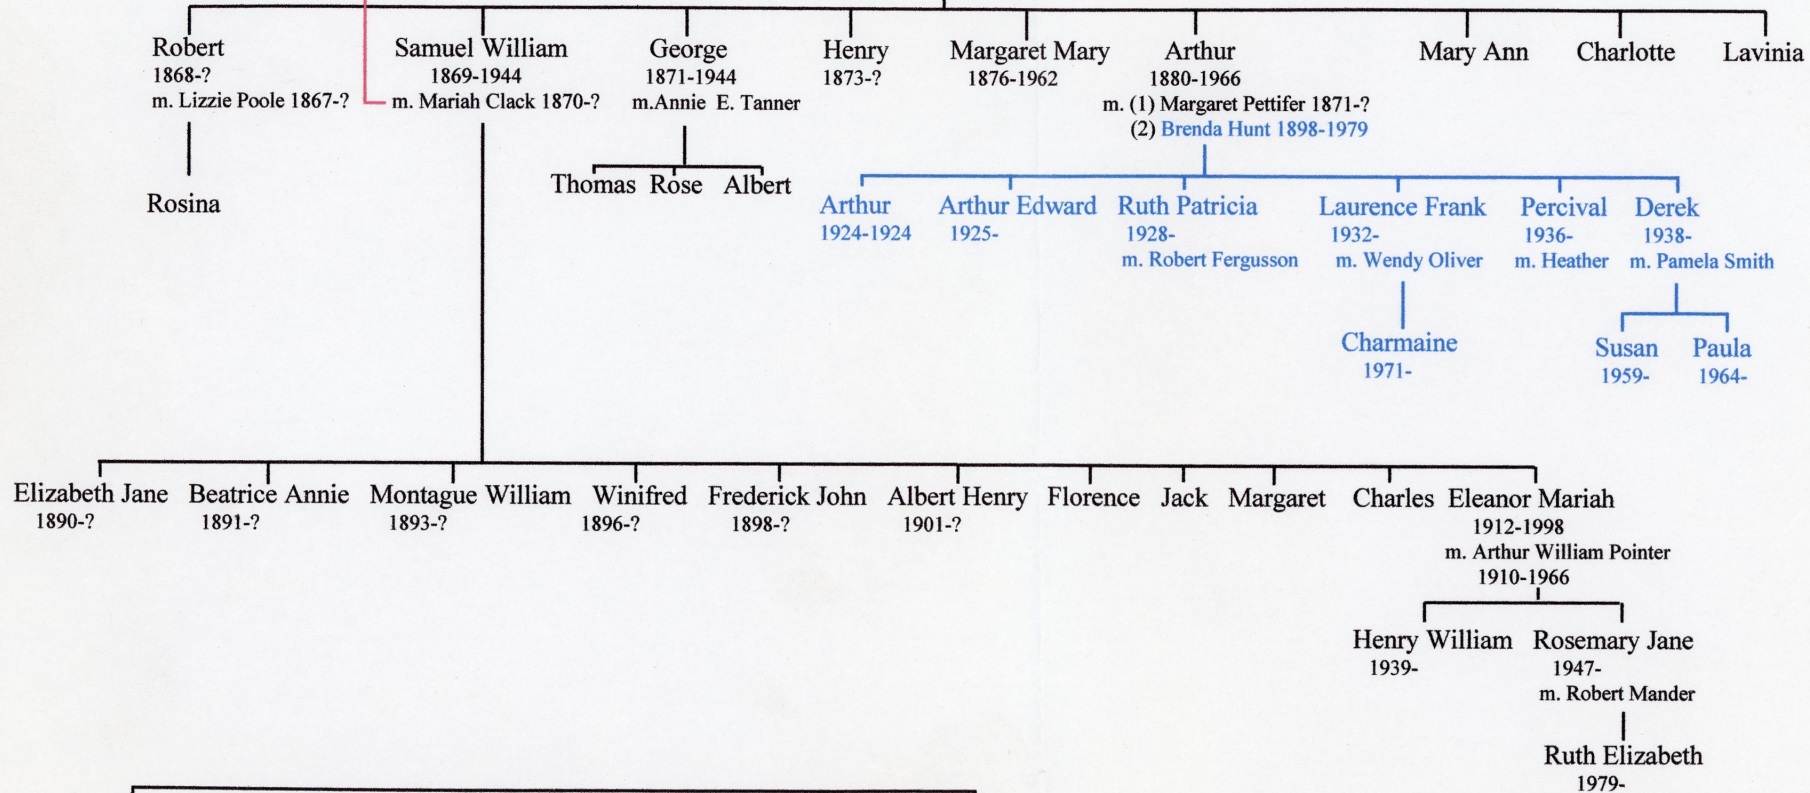 Robert
1868-?
m. Lizzie Poole 1867-?
Samuel William
1869-1944
m. Mariah Clack 1870-?
George
1871-1944
m.Annie E. Tanner
Henry
1873-?
Margaret Mary
1876-1962
Arthur
1880-1966
m. (1) Margaret Pettifer 1871-?
(2) Brenda Hunt 1898-1979
Mary Ann
Charlotte
Lavinia
Rosina
Thomas
Rose
Albert
Arthur
1924-1924
Arthur Edward
1925-
Ruth Patricia
1928-
m. Robert Fergusson
Laurence Frank
1932-
m. Wendy Oliver
Percival
1936-
m. Heather
Derek
1938-
m. Pamela Smith
Charmaine
1971-
Susan
1959-
Paula
1964-
Elizabeth Jane
1890-?
Beatrice Annie
1891-?
Montague William
1893-?
Winifred
1896-?
Frederick John
1898-?
Albert Henry
1901-?
Florence
Jack
Margaret
Charles
Eleanor Mariah
1912-1998
m. Arthur William Pointer
1910-1966
Henry William
1939-
Rosemary Jane
1947-
m. Robert Mander
Ruth Elizabeth
1979-